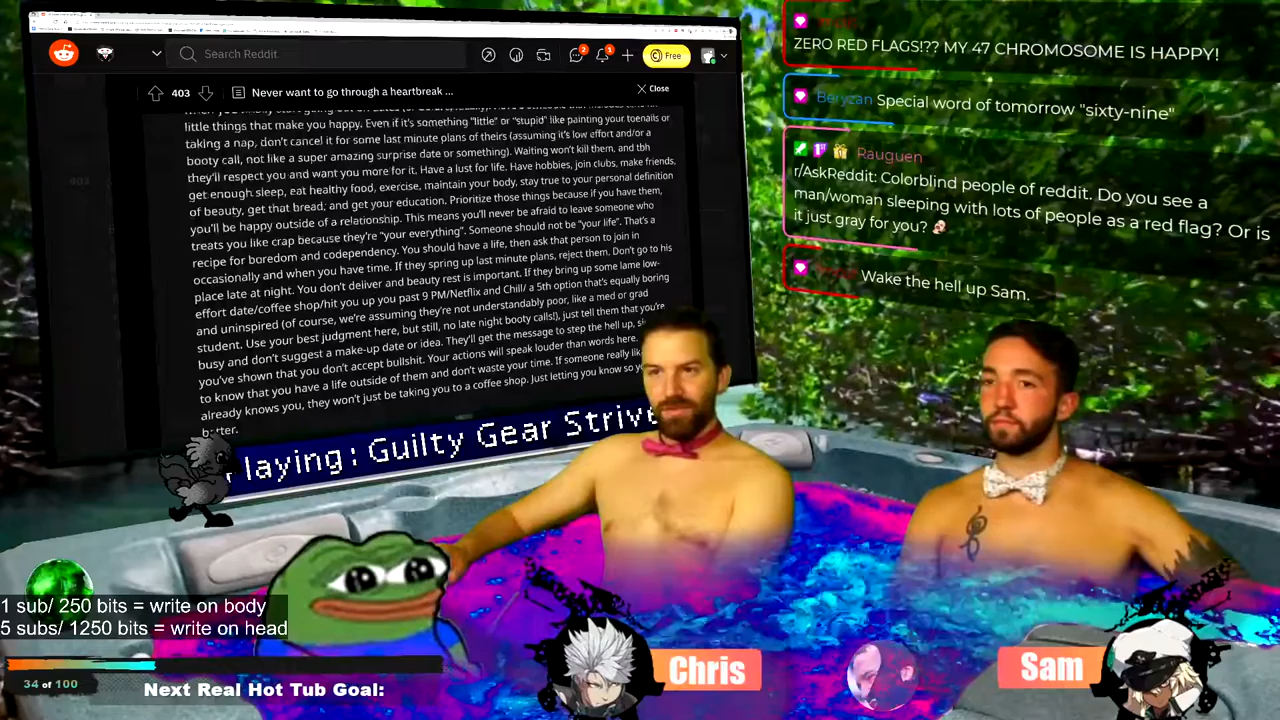 Search Reddit
2
1
Free
403
Never want to go through a heartbreak ...
Close
little things that make you happy. Even if it's something "little" or "stupid" like painting your toenails or
taking a nap, don't cancel it for some last minute plans of theirs (assuming it's low effort and/or a
booty call, not like a super amazing surprise date or something). Waiting won't kill them, and tbh
they'll respect you and want you more for it. Have a lust for life. Have hobbies, join clubs, make friends,
get enough sleep, eat healthy food, exercise, maintain your body, stay true to your personal definition
of beauty, get that bread, and get your education. Prioritize those things because if you have them,
you'll be happy outside of a relationship. This means you'll never be afraid to leave someone who
treats you like crap because they're "your everything". Someone should not be "your life". That's a
recipe for boredom and codependency. You should have a life, then ask that person to join in
occasionally and when you have time. If they spring up last minute plans, reject them. Don't go to his
place late at night. You don't deliver and beauty rest is important. If they bring up some lame low-
effort date/coffee shop/hit you up you past 9 PM/Netflix and Chill/ a 5th option that's equally boring
and uninspired (of course, we're assuming they're not understandably poor, like a med or grad
student. Use your best judgment here, but still, no late night booty calls!), just tell them that you're
busy and don't suggest a make-up date or idea. They'll get the message to step the hell up,
you've shown that you don't accept bullshit. Your actions will speak louder than words here.
to know that you have a life outside of them and don't waste your time. If someone really
already knows you, they won't just be taking you to a coffee shop. Just letting you know so
ZERO RED FLAGS!?? MY 47 CHROMOSOME IS HAPPY!
Beryzan Special word of tomorrow "sixty-nine"
Rauguen
r/AskReddit: Colorblind people of reddit. Do you see a
man/woman sleeping with lots of people as a red flag? Or is
it just gray for you?
Wake the hell up Sam.
laying: Guilty Gear Strive
1 sub/ 250 bits = write on body
5 subs/ 1250 bits = write on head
34 of 100
Next Real Hot Tub Goal:
Chris
Sam